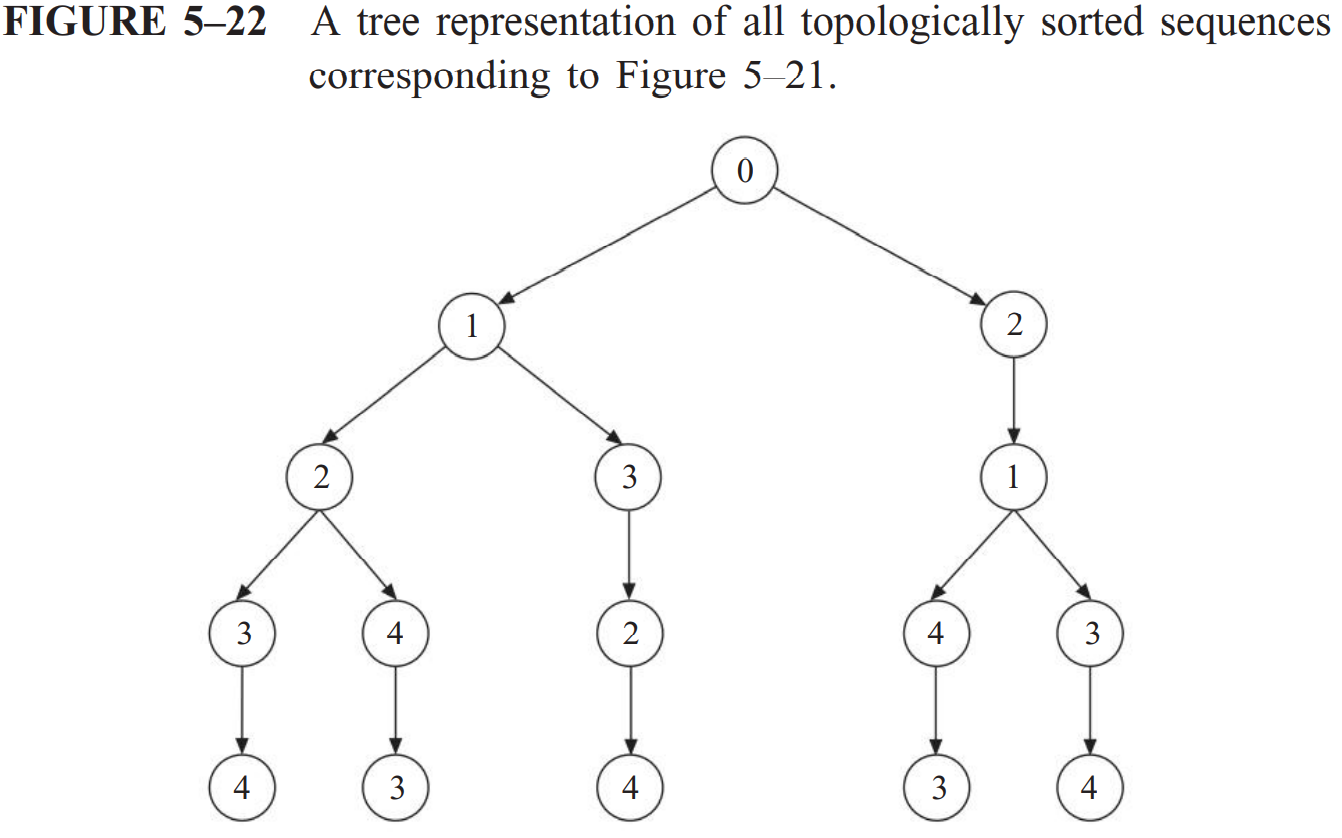 FIGURE 5–22 A tree representation of all topologically sorted sequences
corresponding to Figure 5–21.
0
1 2
2 3 1
3 4 2 4 3
4 3 4 3 4